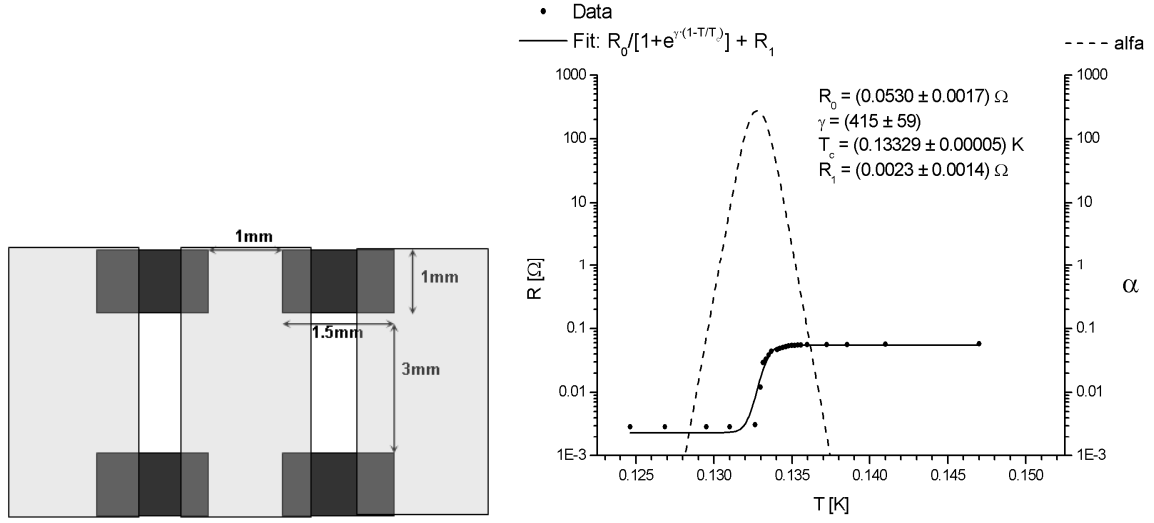 1mm
1mm
1.5mm
3mm
• Data
Fit: R₀/[1+e^γ·(1-T/T_c)] + R₁
alfa
R₀ = (0.0530 ± 0.0017) Ω
γ = (415 ± 59)
T_c = (0.13329 ± 0.00005) K
R₁ = (0.0023 ± 0.0014) Ω
1000
100
10
1
0.1
0.01
1E-3
R [Ω]
1000
100
10
1
0.1
0.01
1E-3
α
0.125 0.130 0.135 0.140 0.145 0.150
T [K]